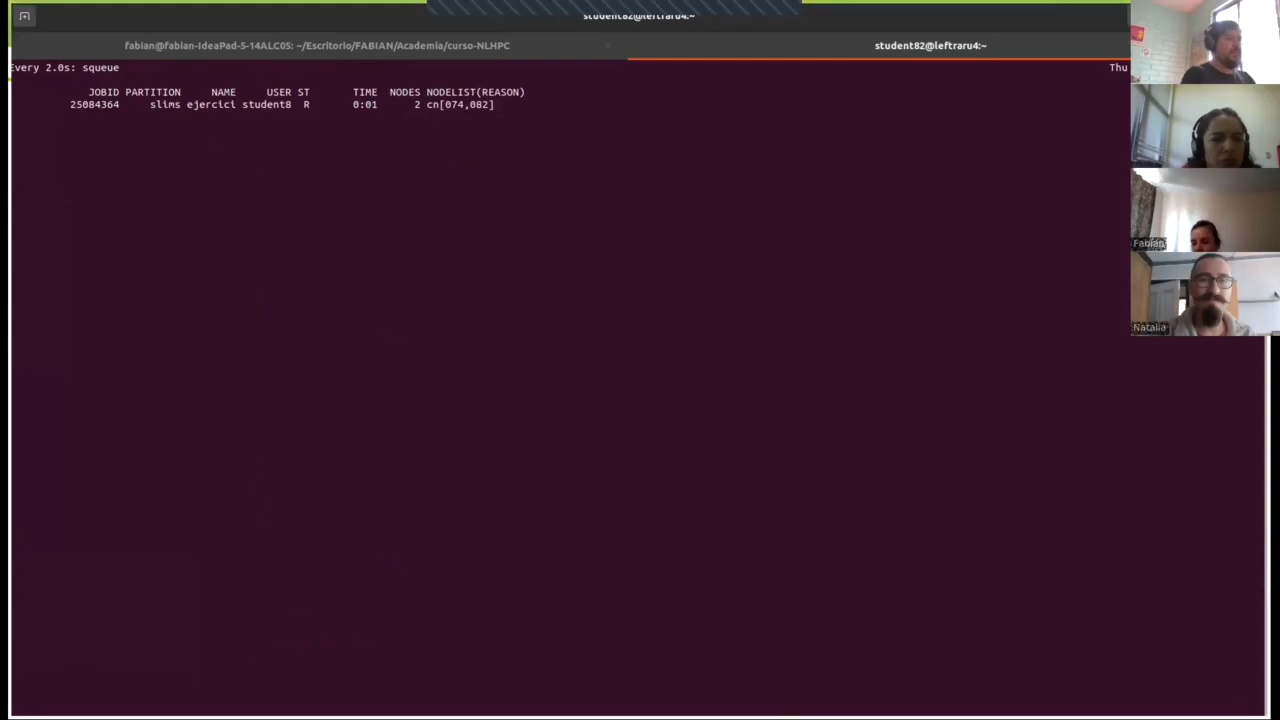 student82@leftraru4:~
fabian@fabian-IdeaPad-5-14ALC05: ~/Escritorio/FABIAN/Academia/curso-NLHPC × student82@leftraru4:~
Every 2.0s: squeue Thu
JOBID PARTITION NAME USER ST TIME NODES NODELIST(REASON)
25084364 slims ejercici student8 R 0:01 2 cn[074,082]
Fabian
Natalia